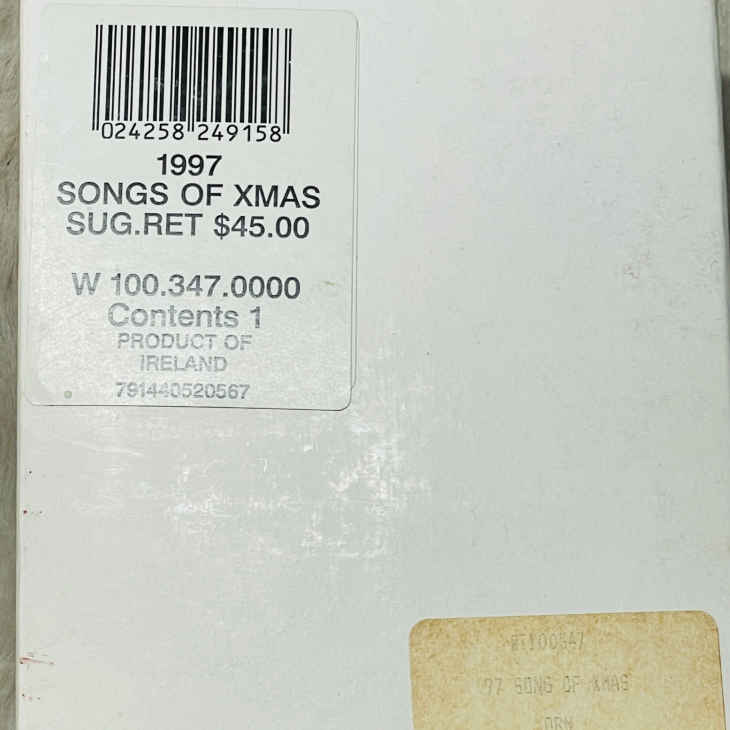 024258 249158
1997
SONGS OF XMAS
SUG.RET $45.00
W 100.347.0000
Contents 1
PRODUCT OF
IRELAND
791440520567
97 SONG OF XMAS
ORN